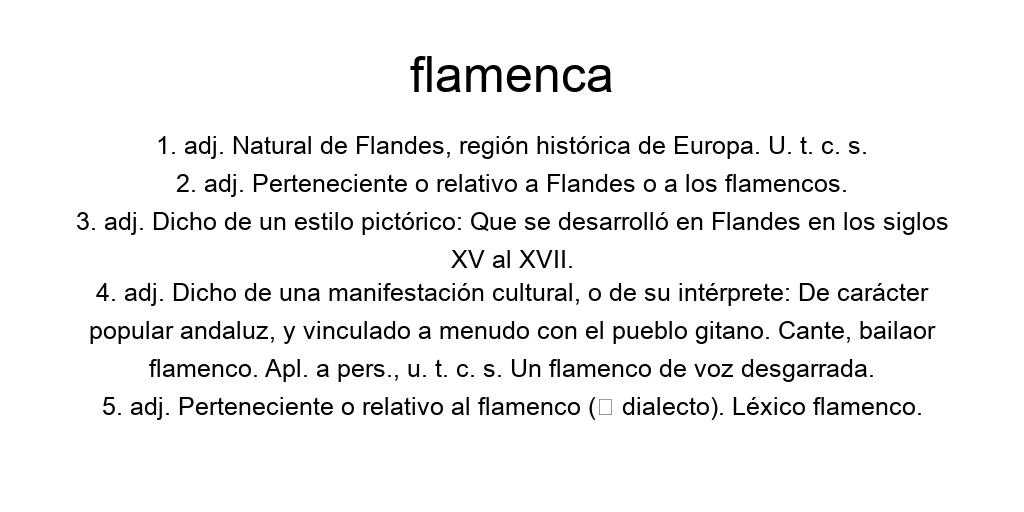 flamenca
1. adj. Natural de Flandes, región histórica de Europa. U. t. c. s.
2. adj. Perteneciente o relativo a Flandes o a los flamencos.
3. adj. Dicho de un estilo pictórico: Que se desarrolló en Flandes en los siglos
XV al XVII.
4. adj. Dicho de una manifestación cultural, o de su intérprete: De carácter
popular andaluz, y vinculado a menudo con el pueblo gitano. Cante, bailaor
flamenco. Apl. a pers., u. t. c. s. Un flamenco de voz desgarrada.
5. adj. Perteneciente o relativo al flamenco (□ dialecto). Léxico flamenco.